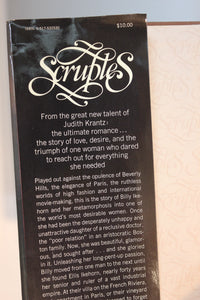 $10.00
Scruples
From the great new talent of
Judith Krantz:
the ultimate romance...
the story of love, desire, and the
triumph of one woman who dared
to reach out for everything
she needed
Played out against the opulence of Beverly
Hills, the elegance of Paris, the ruthless
worlds of high fashion and international
movie-making, this is the story of Billy Ike-
horn and her metamorphosis into one of
the world's most desirable women. Once
she had been the desperately unhappy and
unattractive daughter of a reclusive doctor,
the "poor relation" in an aristocratic Bos-
ton family. Now, she was beautiful, glamor-
ous, and sought after ... and she gloried
in it. Unleashing her long-pent-up passion,
Billy moved from one man to the next until
she found Ellis Ikehorn, nearly forty years
her senior and ruler of a vast industrial
empire. At their villa on the French Riviera,
apartment in Paris, or their vineyard